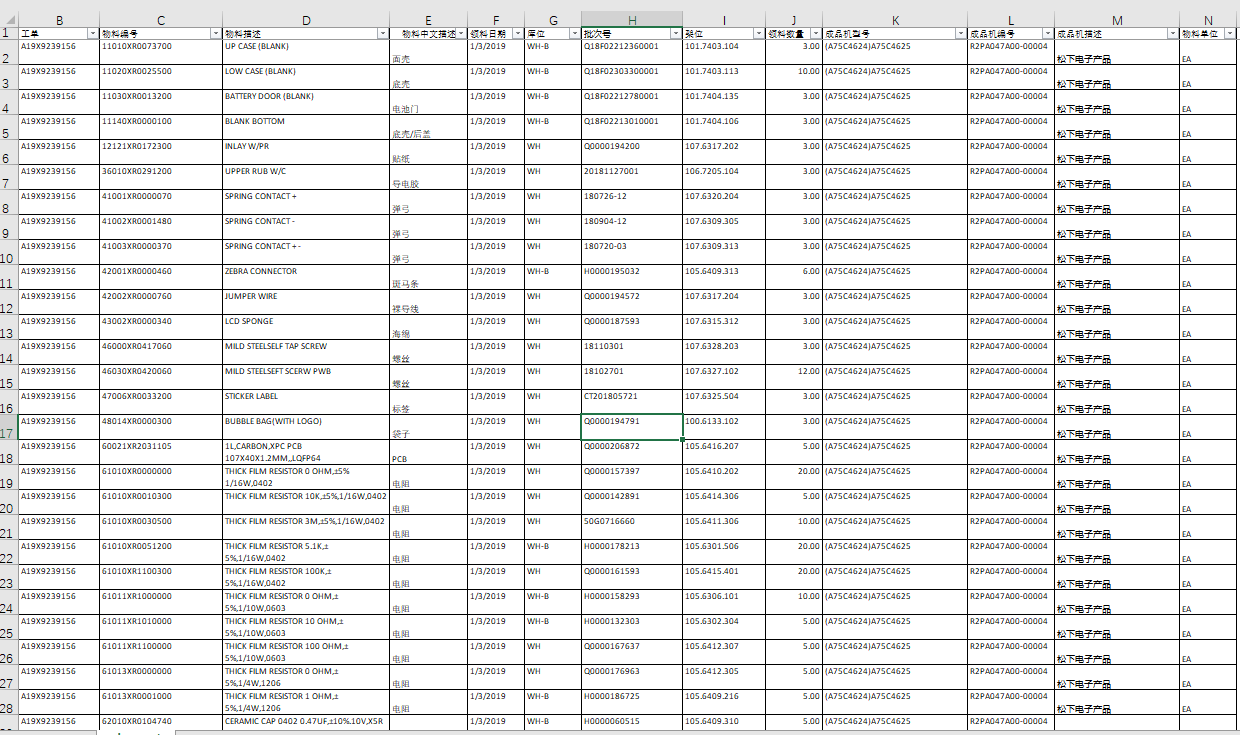 B C D E F G H I J K L M N
1 工单 物料编号 物料描述 物料中文描述 领料日期 库位 批次号 架位 领料数量 成品机型号 成品机编号 成品机描述 物料单位
2 A19X9239156 11010XR0073700 UP CASE (BLANK) 面壳 1/3/2019 WH-B Q18F02212360001 101.7403.104 3.00 (A75C4624)A75C4625 R2PA047A00-00004 松下电子产品 EA
3 A19X9239156 11020XR0025500 LOW CASE (BLANK) 底壳 1/3/2019 WH-B Q18F02303300001 101.7403.113 10.00 (A75C4624)A75C4625 R2PA047A00-00004 松下电子产品 EA
4 A19X9239156 11030XR0013200 BATTERY DOOR (BLANK) 电池门 1/3/2019 WH-B Q18F02212780001 101.7404.135 3.00 (A75C4624)A75C4625 R2PA047A00-00004 松下电子产品 EA
5 A19X9239156 11140XR0000100 BLANK BOTTOM 底壳/后盖 1/3/2019 WH-B Q18F02213010001 101.7404.106 3.00 (A75C4624)A75C4625 R2PA047A00-00004 松下电子产品 EA
6 A19X9239156 12121XR0172300 INLAY W/PR 贴纸 1/3/2019 WH Q0000194200 107.6317.202 3.00 (A75C4624)A75C4625 R2PA047A00-00004 松下电子产品 EA
7 A19X9239156 36010XR0291200 UPPER RUB W/C 导电胶 1/3/2019 WH 20181127001 106.7205.104 3.00 (A75C4624)A75C4625 R2PA047A00-00004 松下电子产品 EA
8 A19X9239156 41001XR0000070 SPRING CONTACT + 弹弓 1/3/2019 WH 180726-12 107.6320.204 3.00 (A75C4624)A75C4625 R2PA047A00-00004 松下电子产品 EA
9 A19X9239156 41002XR0001480 SPRING CONTACT - 弹弓 1/3/2019 WH 180904-12 107.6309.305 3.00 (A75C4624)A75C4625 R2PA047A00-00004 松下电子产品 EA
10 A19X9239156 41003XR0000370 SPRING CONTACT + - 弹弓 1/3/2019 WH 180720-03 107.6309.313 3.00 (A75C4624)A75C4625 R2PA047A00-00004 松下电子产品 EA
11 A19X9239156 42001XR0000460 ZEBRA CONNECTOR 斑马条 1/3/2019 WH-B H0000195032 105.6409.313 6.00 (A75C4624)A75C4625 R2PA047A00-00004 松下电子产品 EA
12 A19X9239156 42002XR0000760 JUMPER WIRE 裸导线 1/3/2019 WH Q0000194572 107.6317.204 3.00 (A75C4624)A75C4625 R2PA047A00-00004 松下电子产品 EA
13 A19X9239156 43002XR0000340 LCD SPONGE 海绵 1/3/2019 WH Q0000187593 107.6315.312 3.00 (A75C4624)A75C4625 R2PA047A00-00004 松下电子产品 EA
14 A19X9239156 46000XR0417060 MILD STEELSELF TAP SCREW 螺丝 1/3/2019 WH 18110301 107.6328.203 3.00 (A75C4624)A75C4625 R2PA047A00-00004 松下电子产品 EA
15 A19X9239156 46030XR0420060 MILD STEELSEFT SCERW PWB 螺丝 1/3/2019 WH 18102701 107.6327.102 12.00 (A75C4624)A75C4625 R2PA047A00-00004 松下电子产品 EA
16 A19X9239156 47006XR0033200 STICKER LABEL 标签 1/3/2019 WH CT201805721 107.6325.504 3.00 (A75C4624)A75C4625 R2PA047A00-00004 松下电子产品 EA
17 A19X9239156 48014XR0000300 BUBBLE BAG(WITH LOGO) 袋子 1/3/2019 WH Q0000194791 100.6133.102 3.00 (A75C4624)A75C4625 R2PA047A00-00004 松下电子产品 EA
18 A19X9239156 60021XR2031105 1L,CARBON,XPC PCB 107X40X1.2MM,,LQFP64 PCB 1/3/2019 WH Q0000206872 105.6416.207 5.00 (A75C4624)A75C4625 R2PA047A00-00004 松下电子产品 EA
19 A19X9239156 61010XR0000000 THICK FILM RESISTOR 0 OHM,±5% 1/16W,0402 电阻 1/3/2019 WH Q0000157397 105.6410.202 20.00 (A75C4624)A75C4625 R2PA047A00-00004 松下电子产品 EA
20 A19X9239156 61010XR0010300 THICK FILM RESISTOR 10K,±5%,1/16W,0402 电阻 1/3/2019 WH Q0000142891 105.6414.306 5.00 (A75C4624)A75C4625 R2PA047A00-00004 松下电子产品 EA
21 A19X9239156 61010XR0030500 THICK FILM RESISTOR 3M,±5%,1/16W,0402 电阻 1/3/2019 WH 50G0716660 105.6411.306 10.00 (A75C4624)A75C4625 R2PA047A00-00004 松下电子产品 EA
22 A19X9239156 61010XR0051200 THICK FILM RESISTOR 5.1K,± 5%,1/16W,0402 电阻 1/3/2019 WH-B H0000178213 105.6301.506 20.00 (A75C4624)A75C4625 R2PA047A00-00004 松下电子产品 EA
23 A19X9239156 61010XR1100300 THICK FILM RESISTOR 100K,± 5%,1/16W,0402 电阻 1/3/2019 WH Q0000161593 105.6415.401 20.00 (A75C4624)A75C4625 R2PA047A00-00004 松下电子产品 EA
24 A19X9239156 61011XR1000000 THICK FILM RESISTOR 0 OHM,± 5%,1/10W,0603 电阻 1/3/2019 WH-B H0000158293 105.6306.101 10.00 (A75C4624)A75C4625 R2PA047A00-00004 松下电子产品 EA
25 A19X9239156 61011XR1010000 THICK FILM RESISTOR 10 OHM,± 5%,1/10W,0603 电阻 1/3/2019 WH-B H0000132303 105.6302.304 5.00 (A75C4624)A75C4625 R2PA047A00-00004 松下电子产品 EA
26 A19X9239156 61011XR1100000 THICK FILM RESISTOR 100 OHM,± 5%,1/10W,0603 电阻 1/3/2019 WH Q0000167637 105.6412.307 5.00 (A75C4624)A75C4625 R2PA047A00-00004 松下电子产品 EA
27 A19X9239156 61013XR0000000 THICK FILM RESISTOR 0 OHM,± 5%,1/4W,1206 电阻 1/3/2019 WH Q0000176963 105.6412.305 5.00 (A75C4624)A75C4625 R2PA047A00-00004 松下电子产品 EA
28 A19X9239156 61013XR0001000 THICK FILM RESISTOR 1 OHM,± 5%,1/4W,1206 电阻 1/3/2019 WH-B H0000186725 105.6409.216 5.00 (A75C4624)A75C4625 R2PA047A00-00004 松下电子产品 EA
A19X9239156 62010XR0104740 CERAMIC CAP 0402 0.47UF,±10%.10V,X5R 1/3/2019 WH-B H0000060515 105.6409.310 5.00 (A75C4624)A75C4625 R2PA047A00-00004